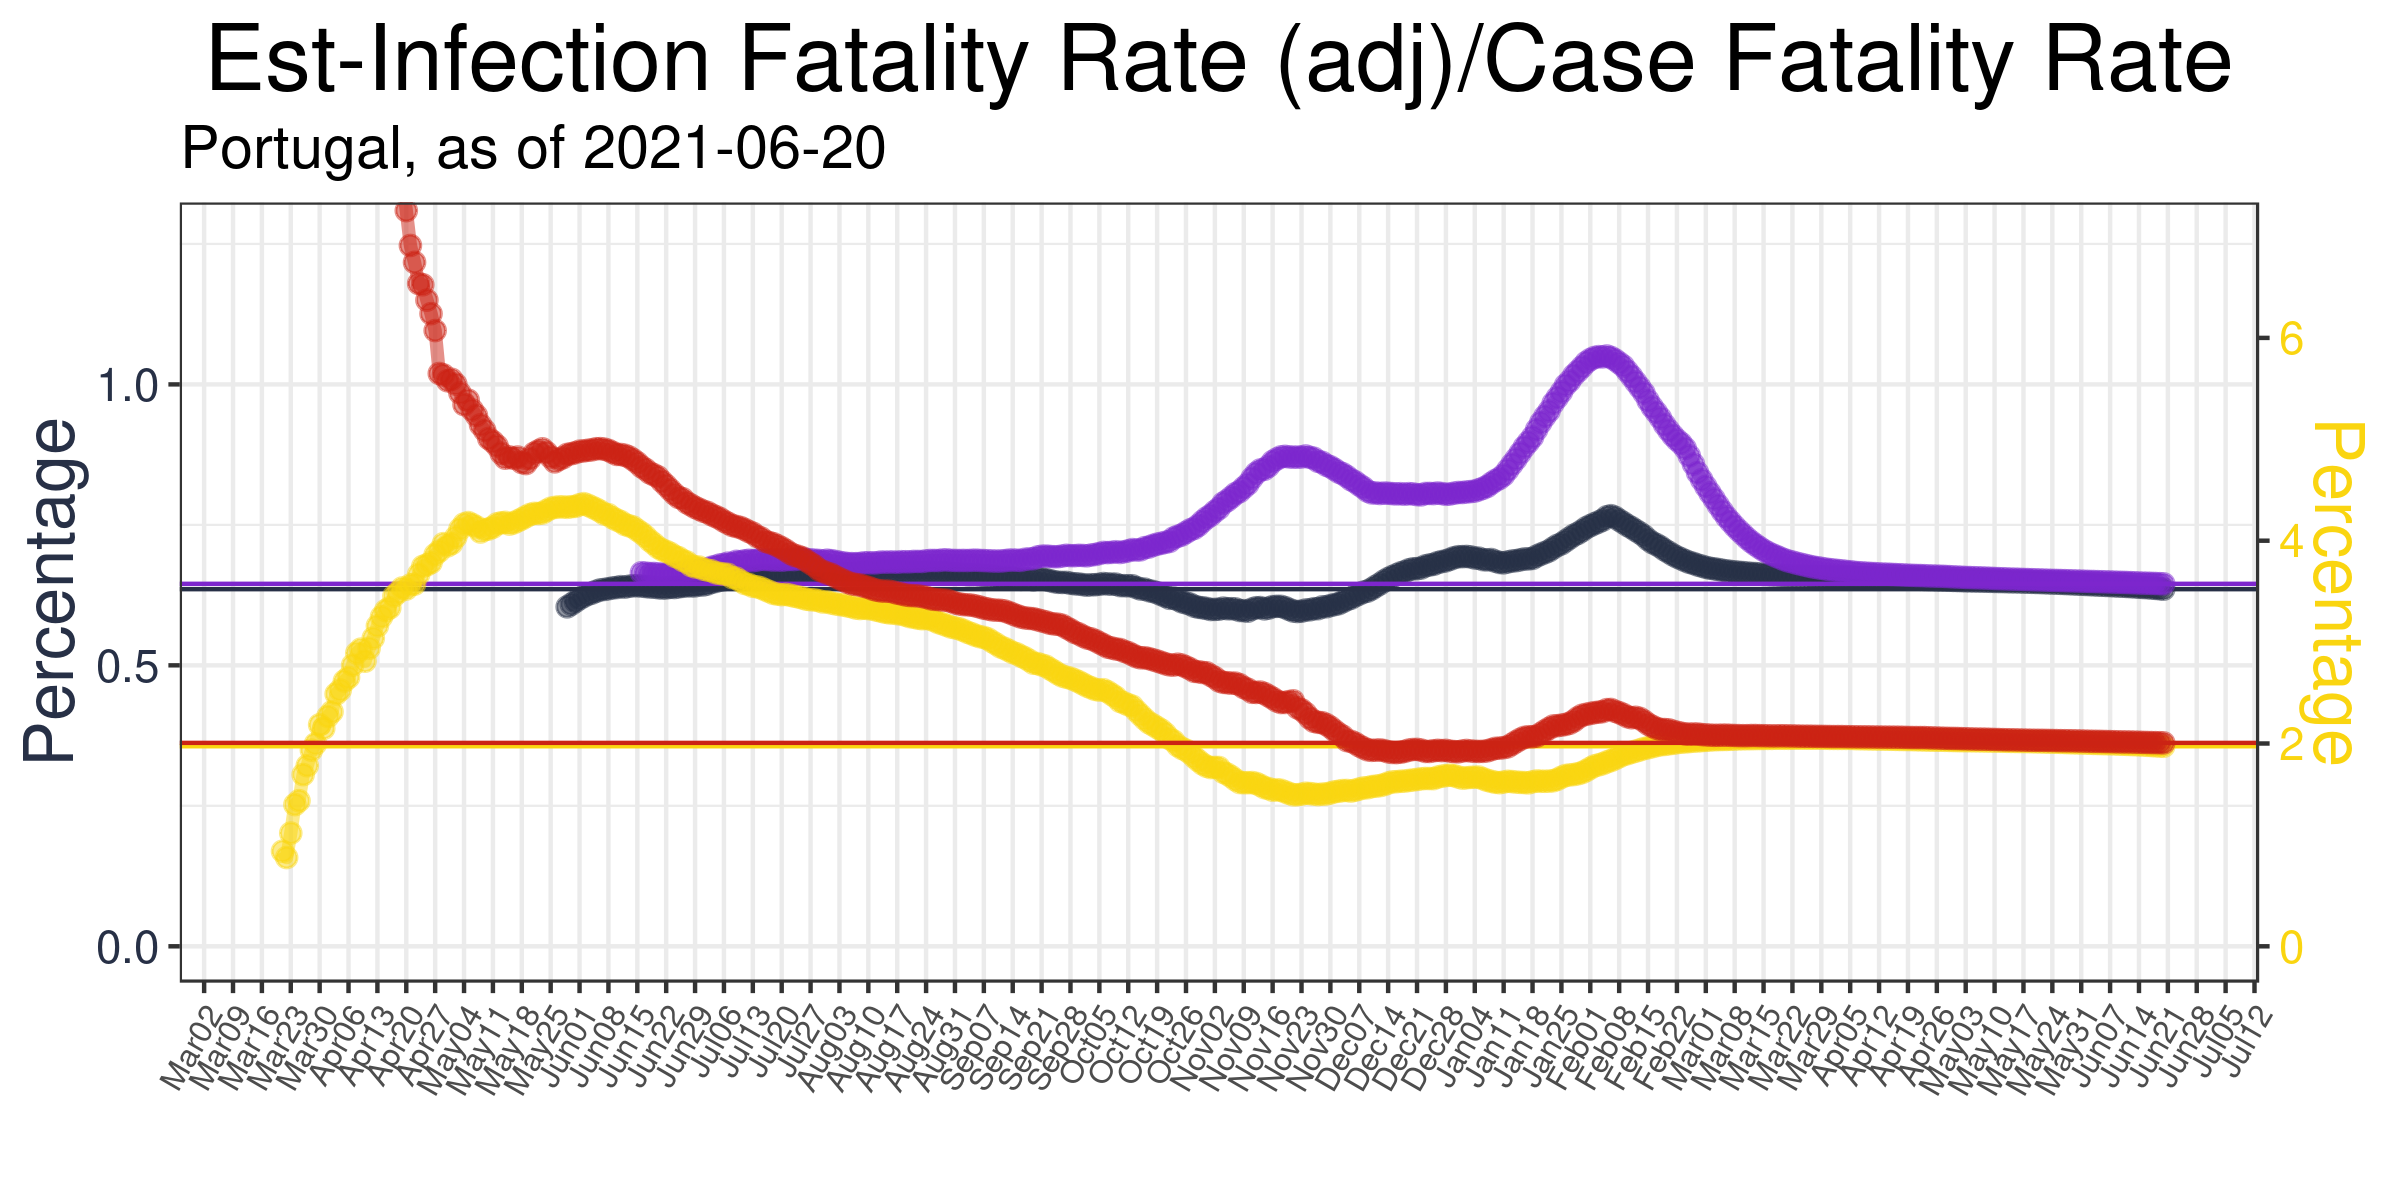 Est-Infection Fatality Rate (adj)/Case Fatality Rate
Portugal, as of 2021-06-20
Percentage
1.0
0.5
0.0
6
4
2
0
Percentage
Mar02
Mar09
Mar16
Mar23
Mar30
Apr06
Apr13
Apr20
Apr27
May04
May11
May18
May25
Jun01
Jun08
Jun15
Jun22
Jun29
Jul06
Jul13
Jul20
Jul27
Aug03
Aug10
Aug17
Aug24
Aug31
Sep07
Sep14
Sep21
Sep28
Oct05
Oct12
Oct19
Oct26
Nov02
Nov09
Nov16
Nov23
Nov30
Dec07
Dec14
Dec21
Dec28
Jan04
Jan11
Jan18
Jan25
Feb01
Feb08
Feb15
Feb22
Mar01
Mar08
Mar15
Mar22
Mar29
Apr05
Apr12
Apr19
Apr26
May03
May10
May17
May24
May31
Jun07
Jun14
Jun21
Jun28
Jul05
Jul12